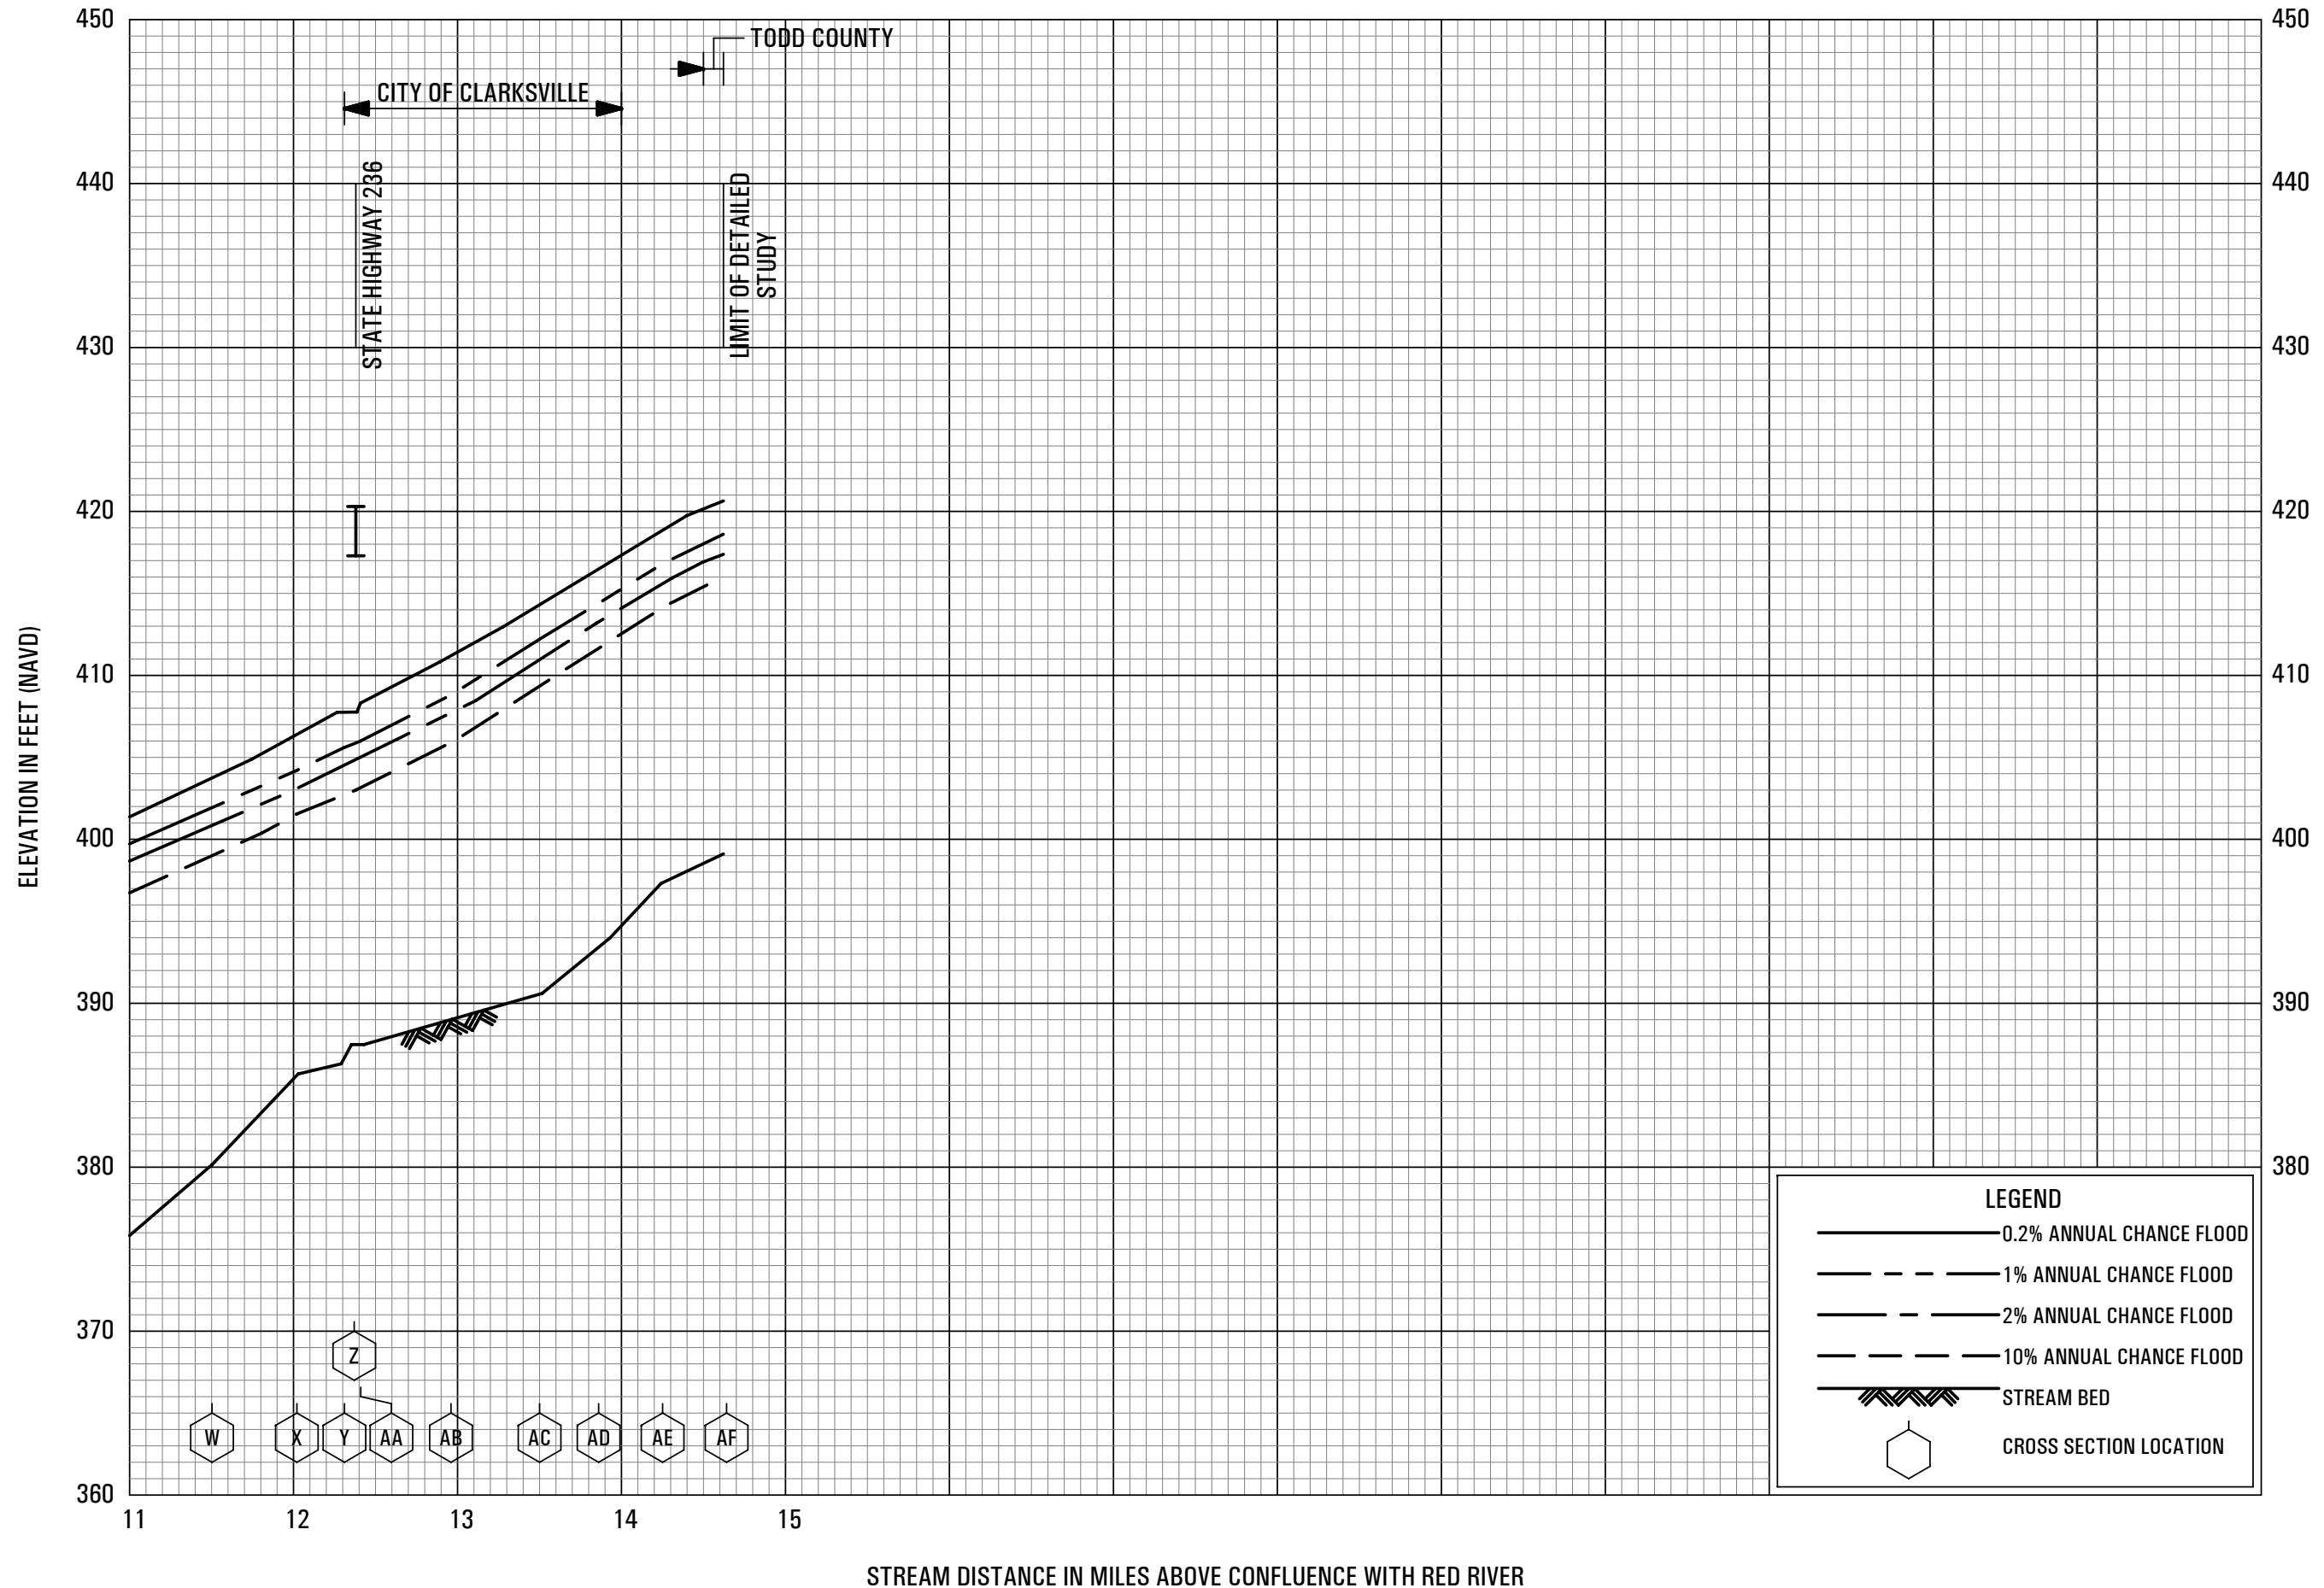 450
450
TODD COUNTY
CITY OF CLARKSVILLE
440
440
STATE HIGHWAY 236
LIMIT OF DETAILED
STUDY
430
430
420
420
410
410
ELEVATION IN FEET (NAVD)
400
400
390
390
380
380
LEGEND
0.2% ANNUAL CHANCE FLOOD
1% ANNUAL CHANCE FLOOD
2% ANNUAL CHANCE FLOOD
10% ANNUAL CHANCE FLOOD
STREAM BED
CROSS SECTION LOCATION
370
Z
W
X
Y
AA
AB
AC
AD
AE
AF
360
11
12
13
14
15
STREAM DISTANCE IN MILES ABOVE CONFLUENCE WITH RED RIVER